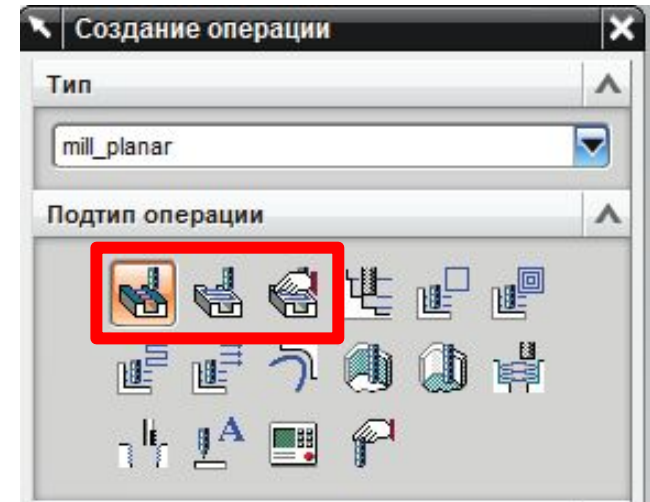 Создание операции
Тип
mill_planar
Подтип операции
A